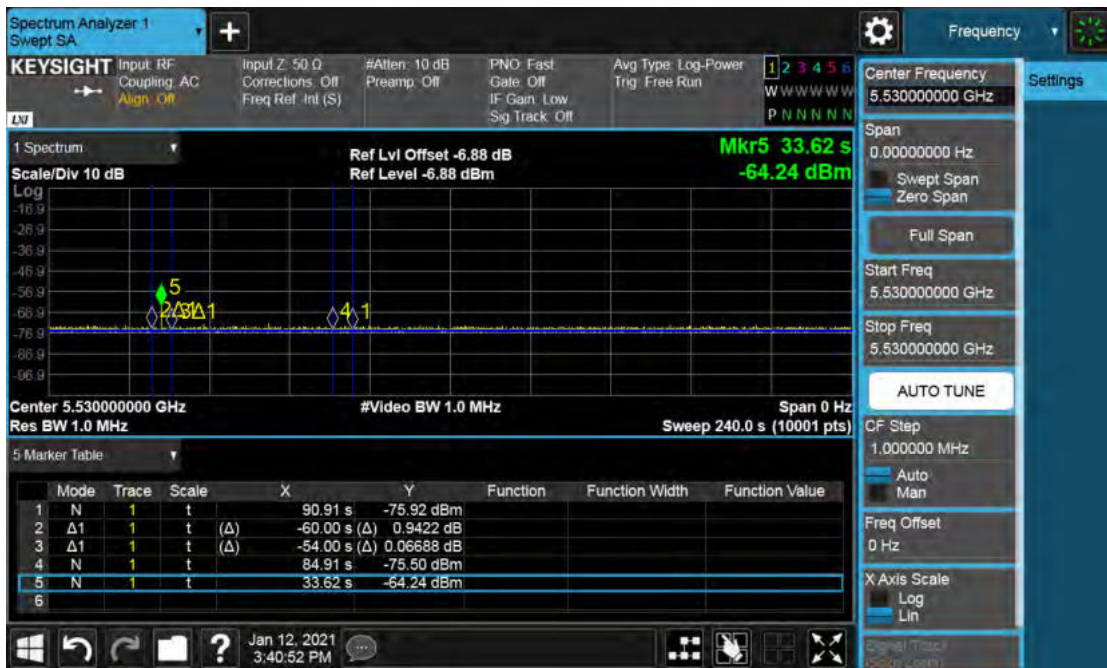 Spectrum Analyzer 1
Swept SA
+
Frequency
KEYSIGHT
Input: RF
Coupling: AC
Align: Off
Input Z: 50 Ω
Corrections: Off
Freq Ref: Int (S)
#Atten: 10 dB
Preamp: Off
PNO: Fast
Gate: Off
IF Gain: Low
Sig Track: Off
Avg Type: Log-Power
Trig: Free Run
1 2 3 4 5 6
W W W W W W
P N N N N N
LXI
1 Spectrum
Scale/Div 10 dB
Ref Lvl Offset -6.88 dB
Ref Level -6.88 dBm
Mkr5 33.62 s
-64.24 dBm
Log
-16.9
-26.9
-36.9
-46.9
-56.9
-66.9
-76.9
-86.9
-96.9
5
4 1
Center 5.530000000 GHz
#Video BW 1.0 MHz
Span 0 Hz
Res BW 1.0 MHz
Sweep 240.0 s (10001 pts)
5 Marker Table
Mode Trace Scale X Y Function Function Width Function Value
1 N 1 t 90.91 s -75.92 dBm
2 Δ1 1 t (Δ) -60.00 s (Δ) 0.9422 dB
3 Δ1 1 t (Δ) -54.00 s (Δ) 0.06688 dB
4 N 1 t 84.91 s -75.50 dBm
5 N 1 t 33.62 s -64.24 dBm
6
?
Jan 12, 2021
3:40:52 PM
Center Frequency
5.530000000 GHz
Settings
Span
0.00000000 Hz
Swept Span
Zero Span
Full Span
Start Freq
5.530000000 GHz
Stop Freq
5.530000000 GHz
AUTO TUNE
CF Step
1.000000 MHz
Auto
Man
Freq Offset
0 Hz
X Axis Scale
Log
Lin
Signal Track